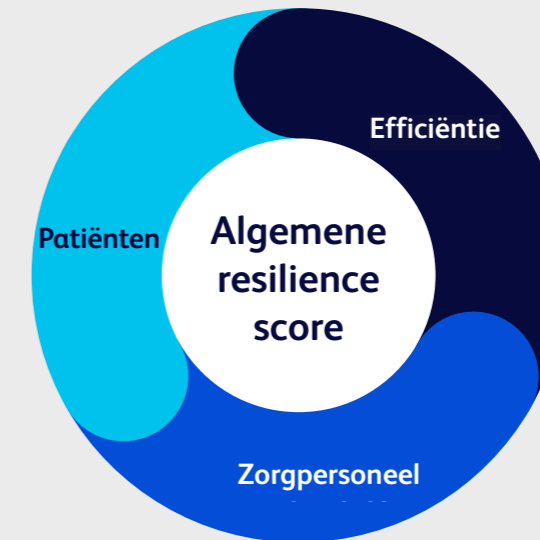 Efficiëntie
Patiënten
Algemene
resilience
score
Zorgpersoneel